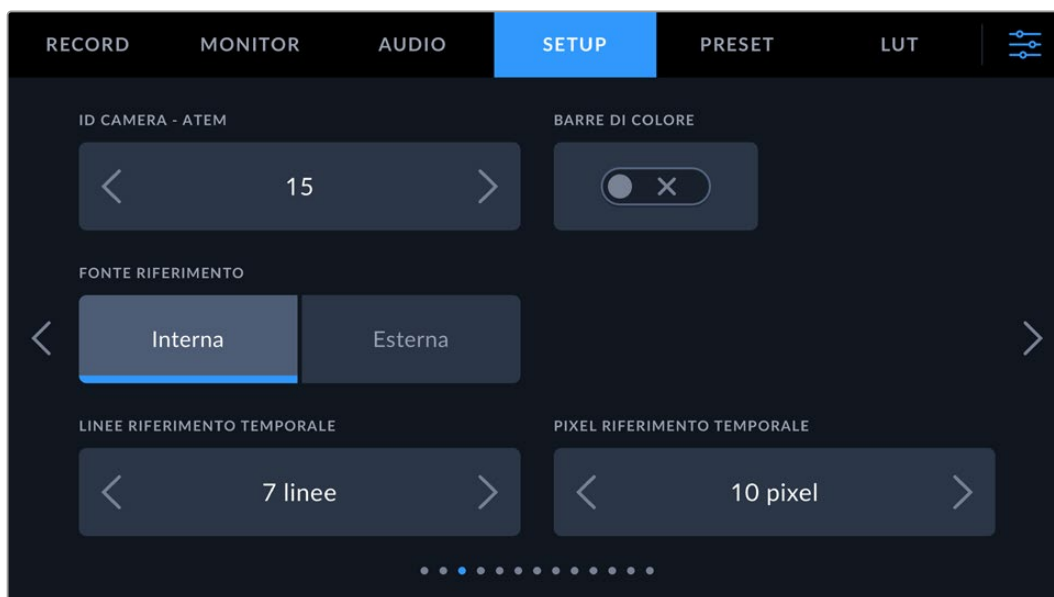 RECORD MONITOR AUDIO SETUP PRESET LUT
ID CAMERA - ATEM BARRE DI COLORE
15
FONTE RIFERIMENTO
Interna Esterna
LINEE RIFERIMENTO TEMPORALE PIXEL RIFERIMENTO TEMPORALE
7 linee 10 pixel